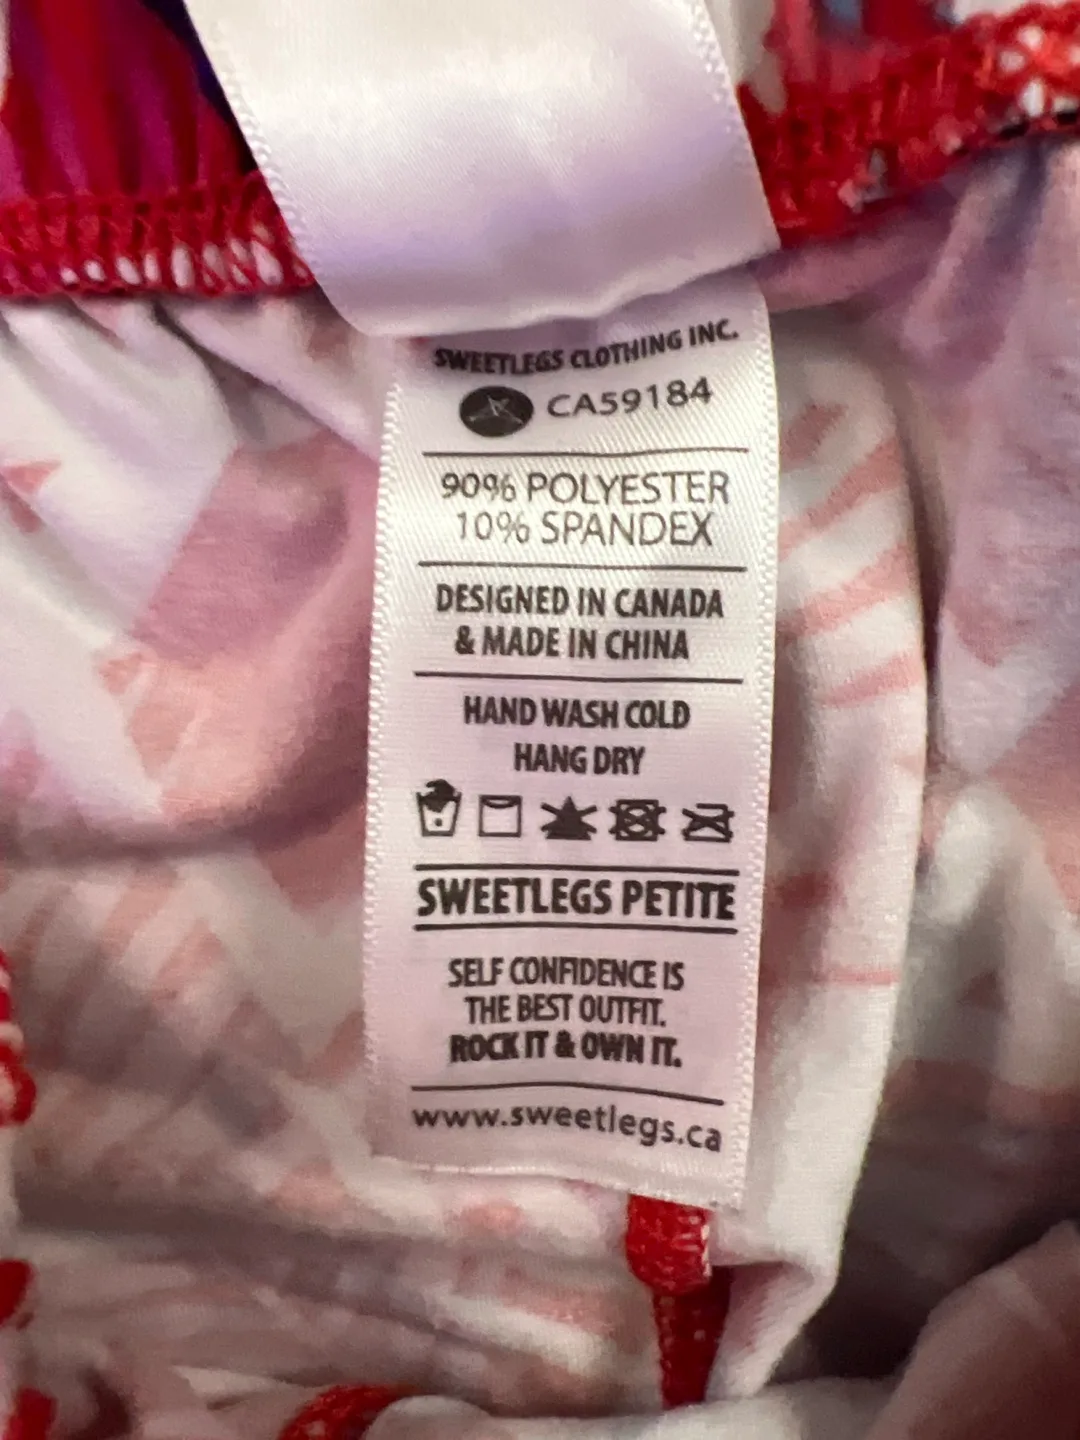 SWEETLEGS CLOTHING INC.
CA59184
90% POLYESTER
10% SPANDEX
DESIGNED IN CANADA
& MADE IN CHINA
HAND WASH COLD
HANG DRY
SWEETLEGS PETITE
SELF CONFIDENCE IS
THE BEST OUTFIT.
ROCK IT & OWN IT.
www.sweetlegs.ca